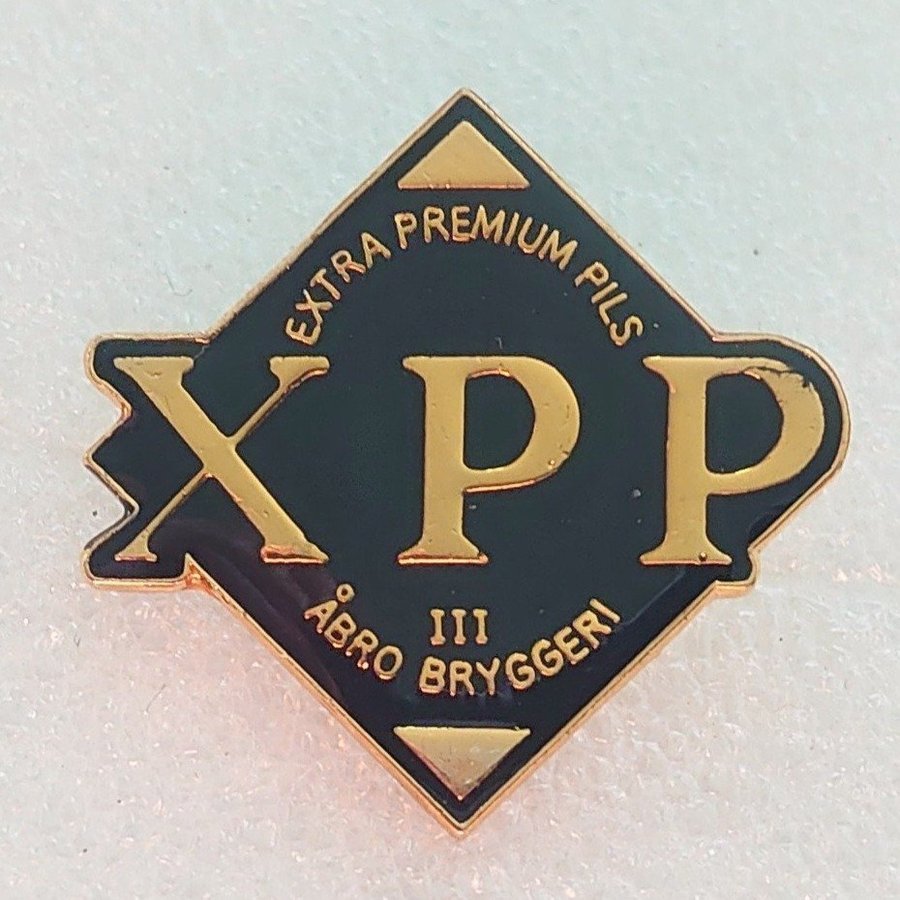 EXTRA PREMIUM PILS
XPP
III
ÅBRO BRYGGERI